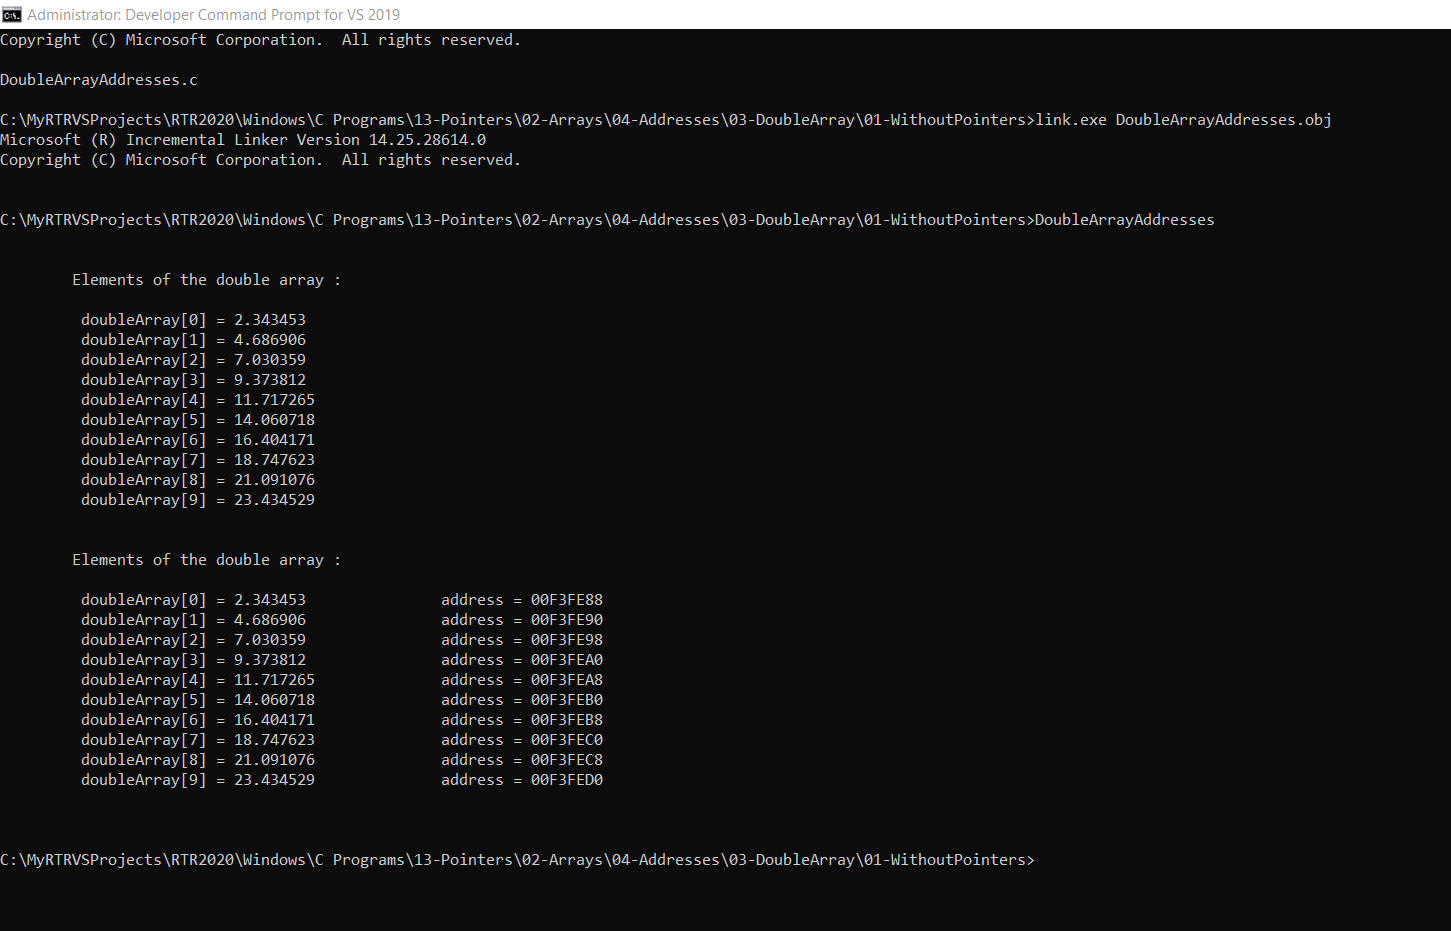 Administrator: Developer Command Prompt for VS 2019
Copyright (C) Microsoft Corporation.  All rights reserved.
DoubleArrayAddresses.c
C:\MyRTRVSProjects\RTR2020\Windows\C Programs\13-Pointers\02-Arrays\04-Addresses\03-DoubleArray\01-WithoutPointers>link.exe DoubleArrayAddresses.obj
Microsoft (R) Incremental Linker Version 14.25.28614.0
Copyright (C) Microsoft Corporation.  All rights reserved.
C:\MyRTRVSProjects\RTR2020\Windows\C Programs\13-Pointers\02-Arrays\04-Addresses\03-DoubleArray\01-WithoutPointers>DoubleArrayAddresses
Elements of the double array :
doubleArray[0] = 2.343453
doubleArray[1] = 4.686906
doubleArray[2] = 7.030359
doubleArray[3] = 9.373812
doubleArray[4] = 11.717265
doubleArray[5] = 14.060718
doubleArray[6] = 16.404171
doubleArray[7] = 18.747623
doubleArray[8] = 21.091076
doubleArray[9] = 23.434529
Elements of the double array :
doubleArray[0] = 2.343453 address = 00F3FE88
doubleArray[1] = 4.686906 address = 00F3FE90
doubleArray[2] = 7.030359 address = 00F3FE98
doubleArray[3] = 9.373812 address = 00F3FEA0
doubleArray[4] = 11.717265 address = 00F3FEA8
doubleArray[5] = 14.060718 address = 00F3FEB0
doubleArray[6] = 16.404171 address = 00F3FEB8
doubleArray[7] = 18.747623 address = 00F3FEC0
doubleArray[8] = 21.091076 address = 00F3FEC8
doubleArray[9] = 23.434529 address = 00F3FED0
C:\MyRTRVSProjects\RTR2020\Windows\C Programs\13-Pointers\02-Arrays\04-Addresses\03-DoubleArray\01-WithoutPointers>